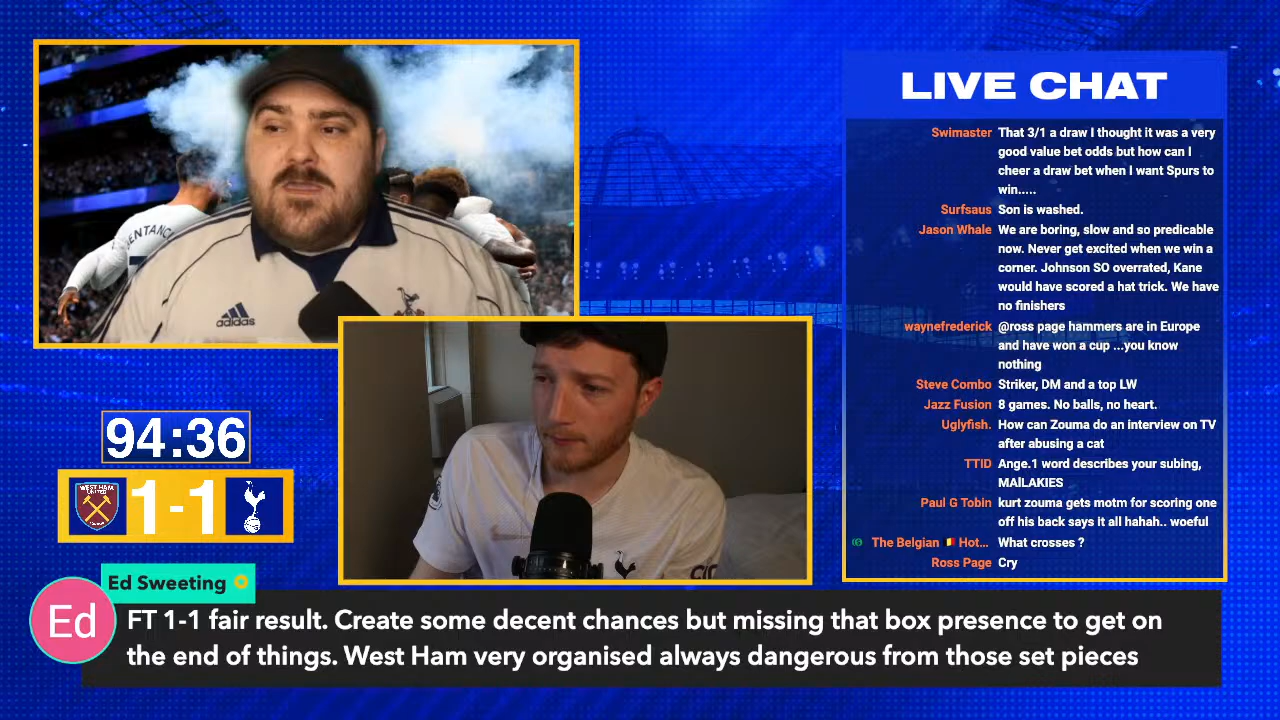 LIVE CHAT
Swimaster That 3/1 a draw I thought it was a very
good value bet odds but how can I
cheer a draw bet when I want Spurs to
win.....
Surfsaus Son is washed.
Jason Whale We are boring, slow and so predicable
now. Never get excited when we win a
corner. Johnson SO overrated, Kane
would have scored a hat trick. We have
no finishers
waynefrederick @ross page hammers are in Europe
and have won a cup ...you know
nothing
Steve Combo Striker, DM and a top LW
Jazz Fusion 8 games. No balls, no heart.
Uglyfish. How can Zouma do an interview on TV
after abusing a cat
TTID Ange.1 word describes your subing,
MAILAKIES
Paul G Tobin kurt zouma gets motm for scoring one
off his back says it all hahah.. woeful
The Belgian 🇧🇪 Hot... What crosses ?
Ross Page Cry
ENTANC
adidas
94:36
WEST HAM
UNITED
1-1
Ed Sweeting
Ed
FT 1-1 fair result. Create some decent chances but missing that box presence to get on
the end of things. West Ham very organised always dangerous from those set pieces